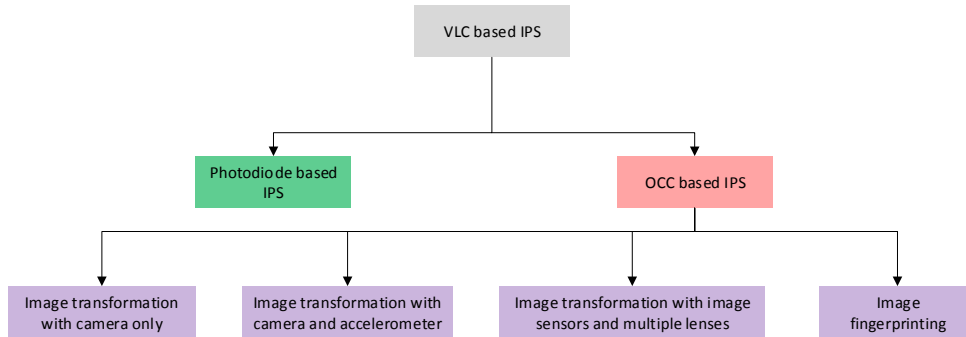 VLC based IPS
Photodiode based
IPS
OCC based IPS
Image transformation
with camera only
Image transformation with
camera and accelerometer
Image transformation with image
sensors and multiple lenses
Image
fingerprinting